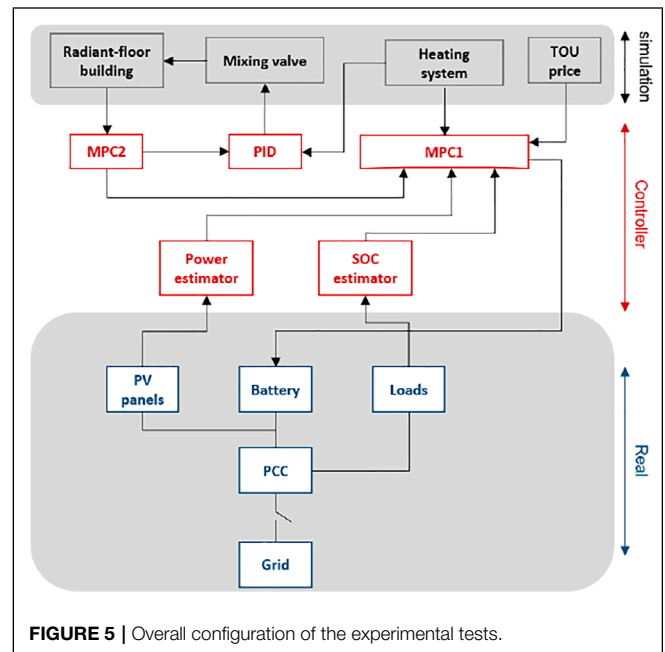 Radiant-floor
building
Mixing valve
Heating
system
TOU
price
simulation
MPC2
PID
MPC1
Controller
Power
estimator
SOC
estimator
PV
panels
Battery
Loads
Real
PCC
Grid
FIGURE 5 | Overall configuration of the experimental tests.